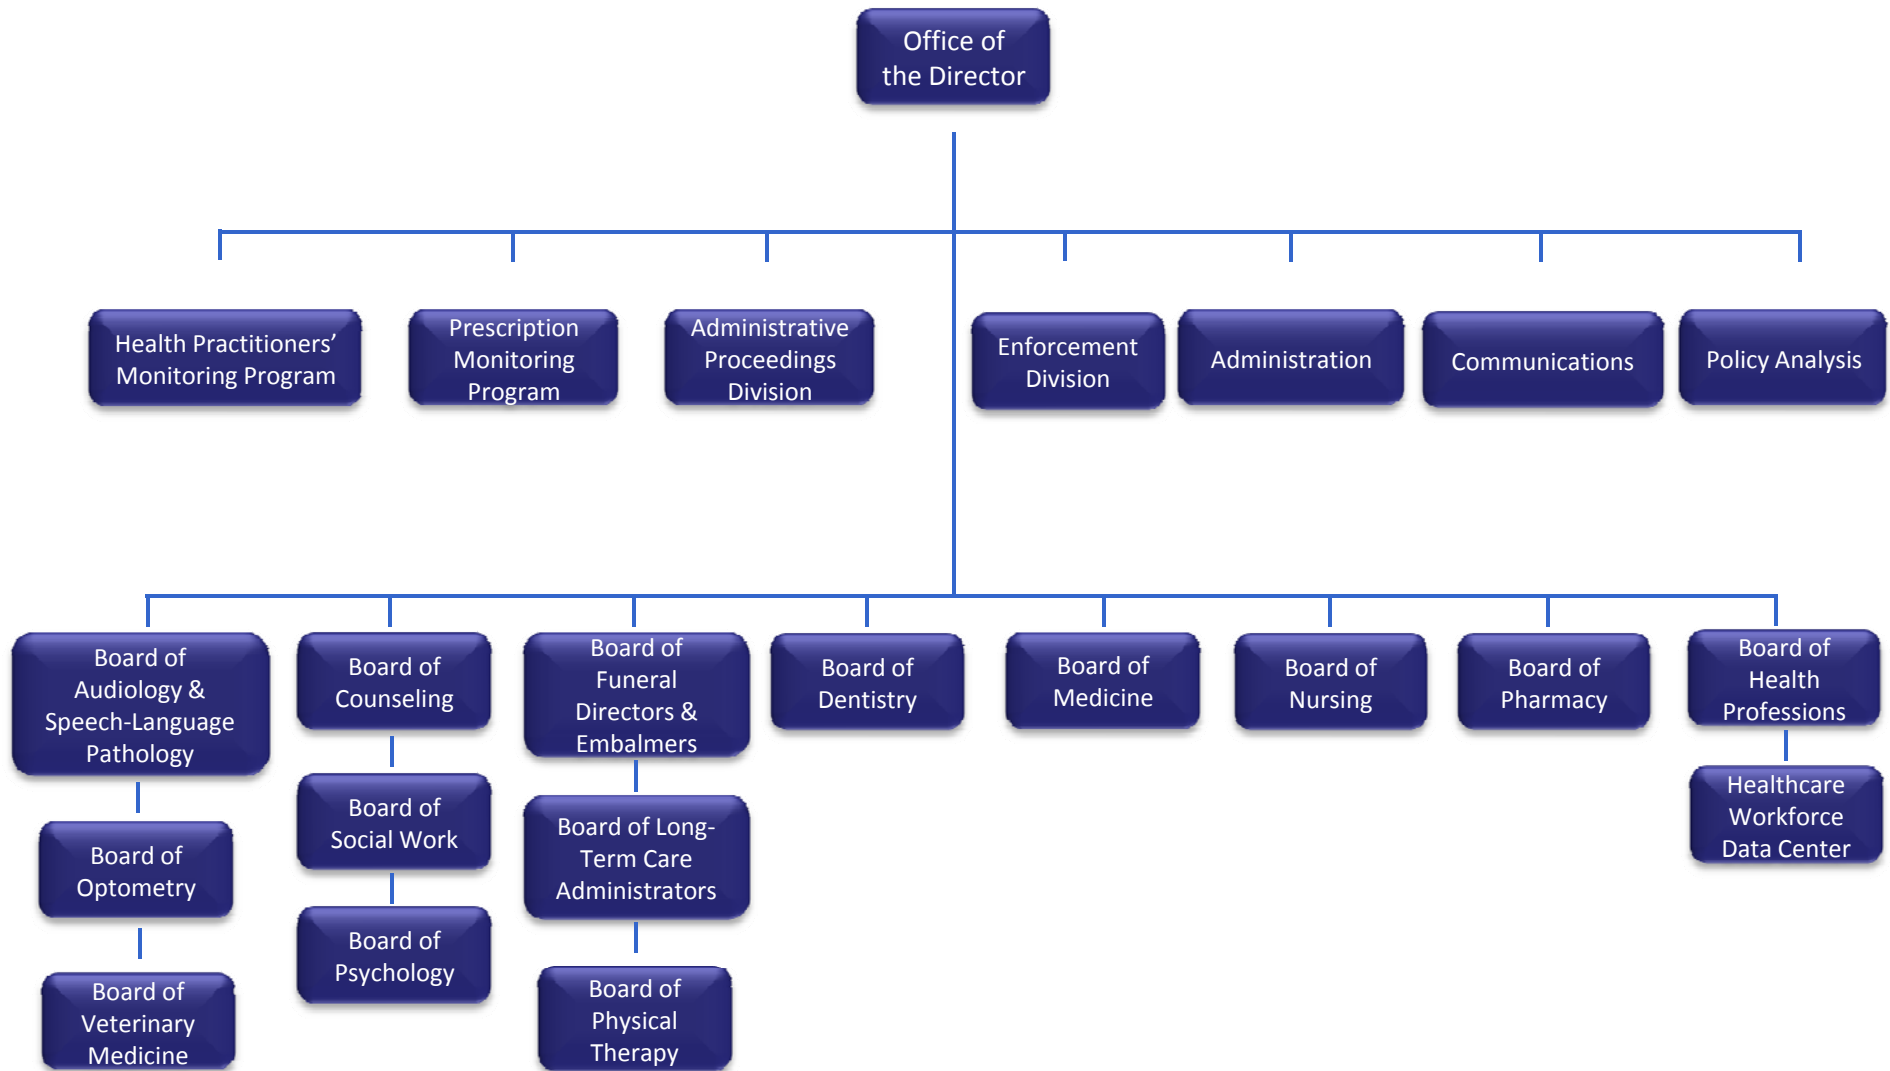 Office of
the Director
Health Practitioners’
Monitoring Program
Prescription
Monitoring
Program
Administrative
Proceedings
Division
Enforcement
Division
Administration
Communications
Policy Analysis
Board of
Audiology &
Speech-Language
Pathology
Board of
Optometry
Board of
Veterinary
Medicine
Board of
Counseling
Board of
Social Work
Board of
Psychology
Board of
Funeral
Directors &
Embalmers
Board of Long-
Term Care
Administrators
Board of
Physical
Therapy
Board of
Dentistry
Board of
Medicine
Board of
Nursing
Board of
Pharmacy
Board of
Health
Professions
Healthcare
Workforce
Data Center